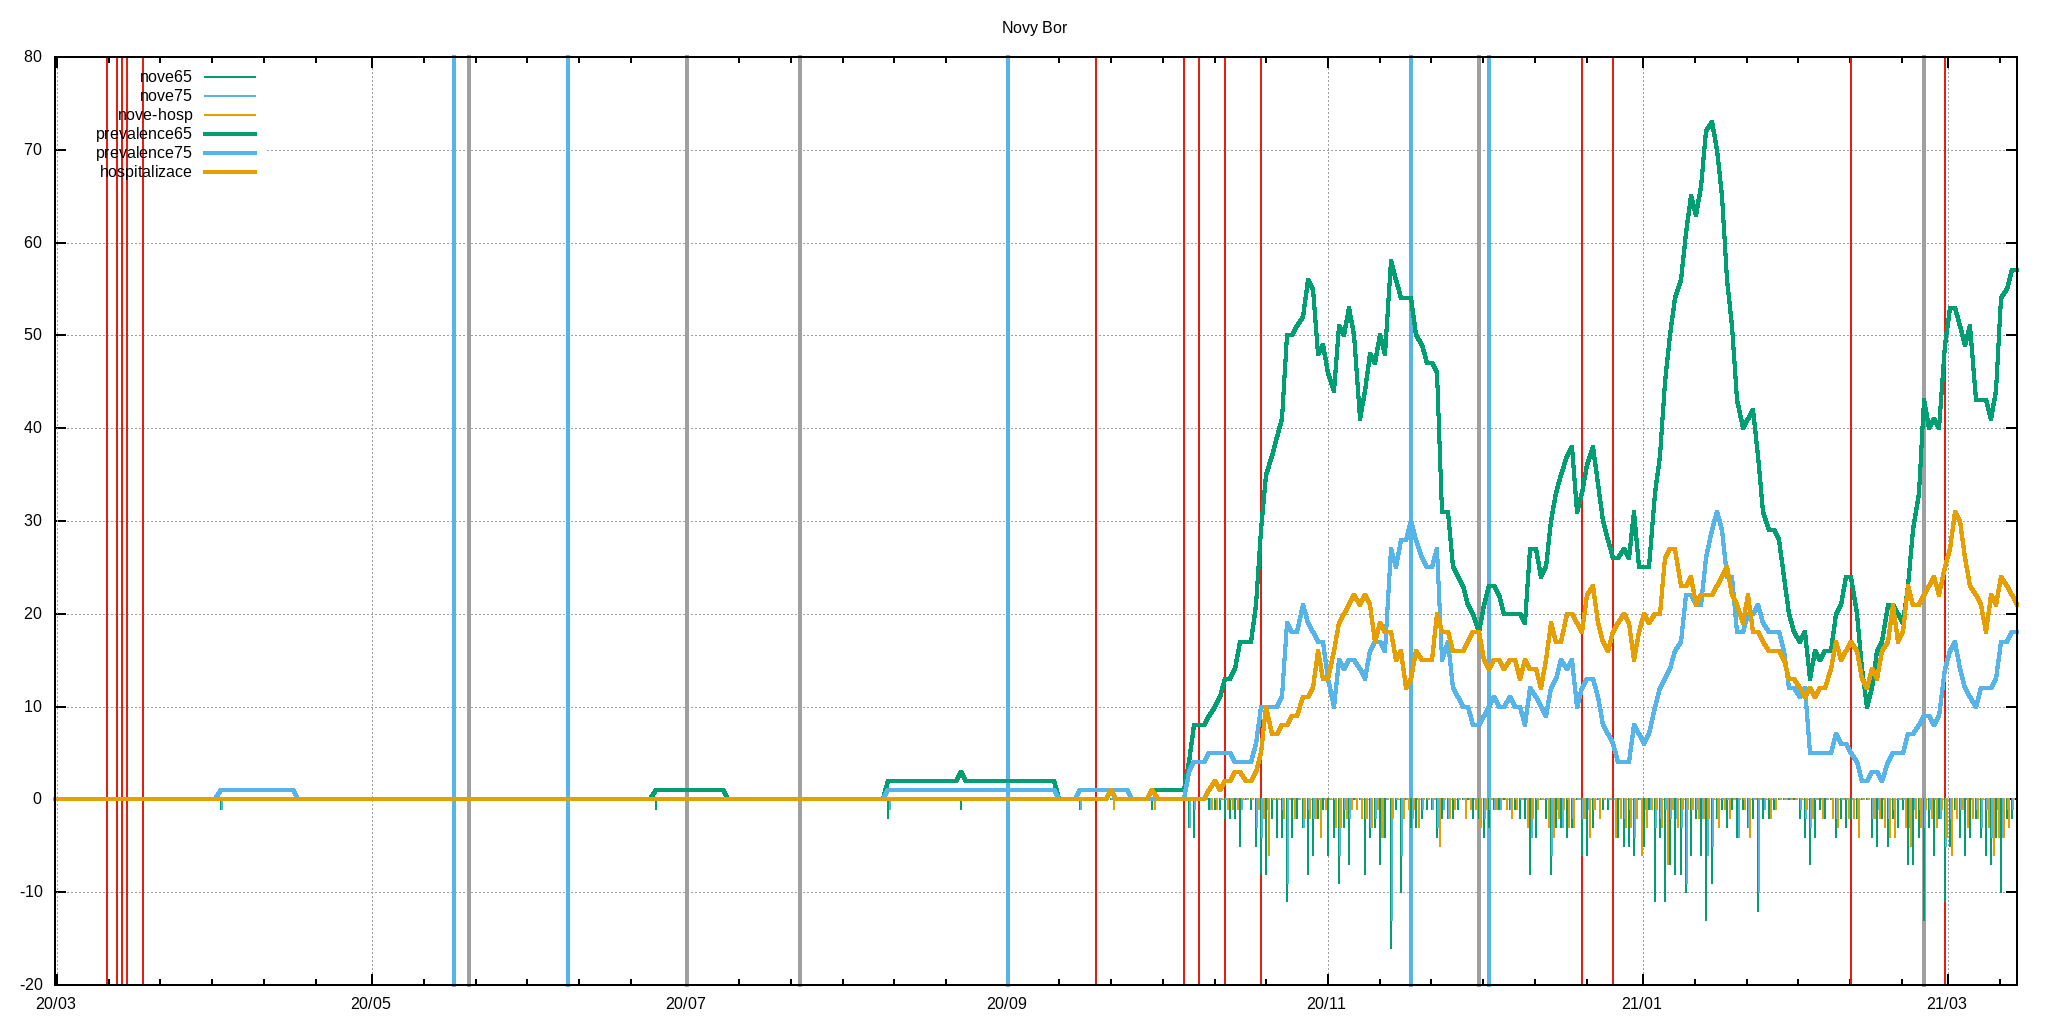 Novy Bor
80
70
60
50
40
30
20
10
0
-10
-20
nove65
nove75
nove-hosp
prevalence65
prevalence75
hospitalizace
20/03 20/05 20/07 20/09 20/11 21/01 21/03